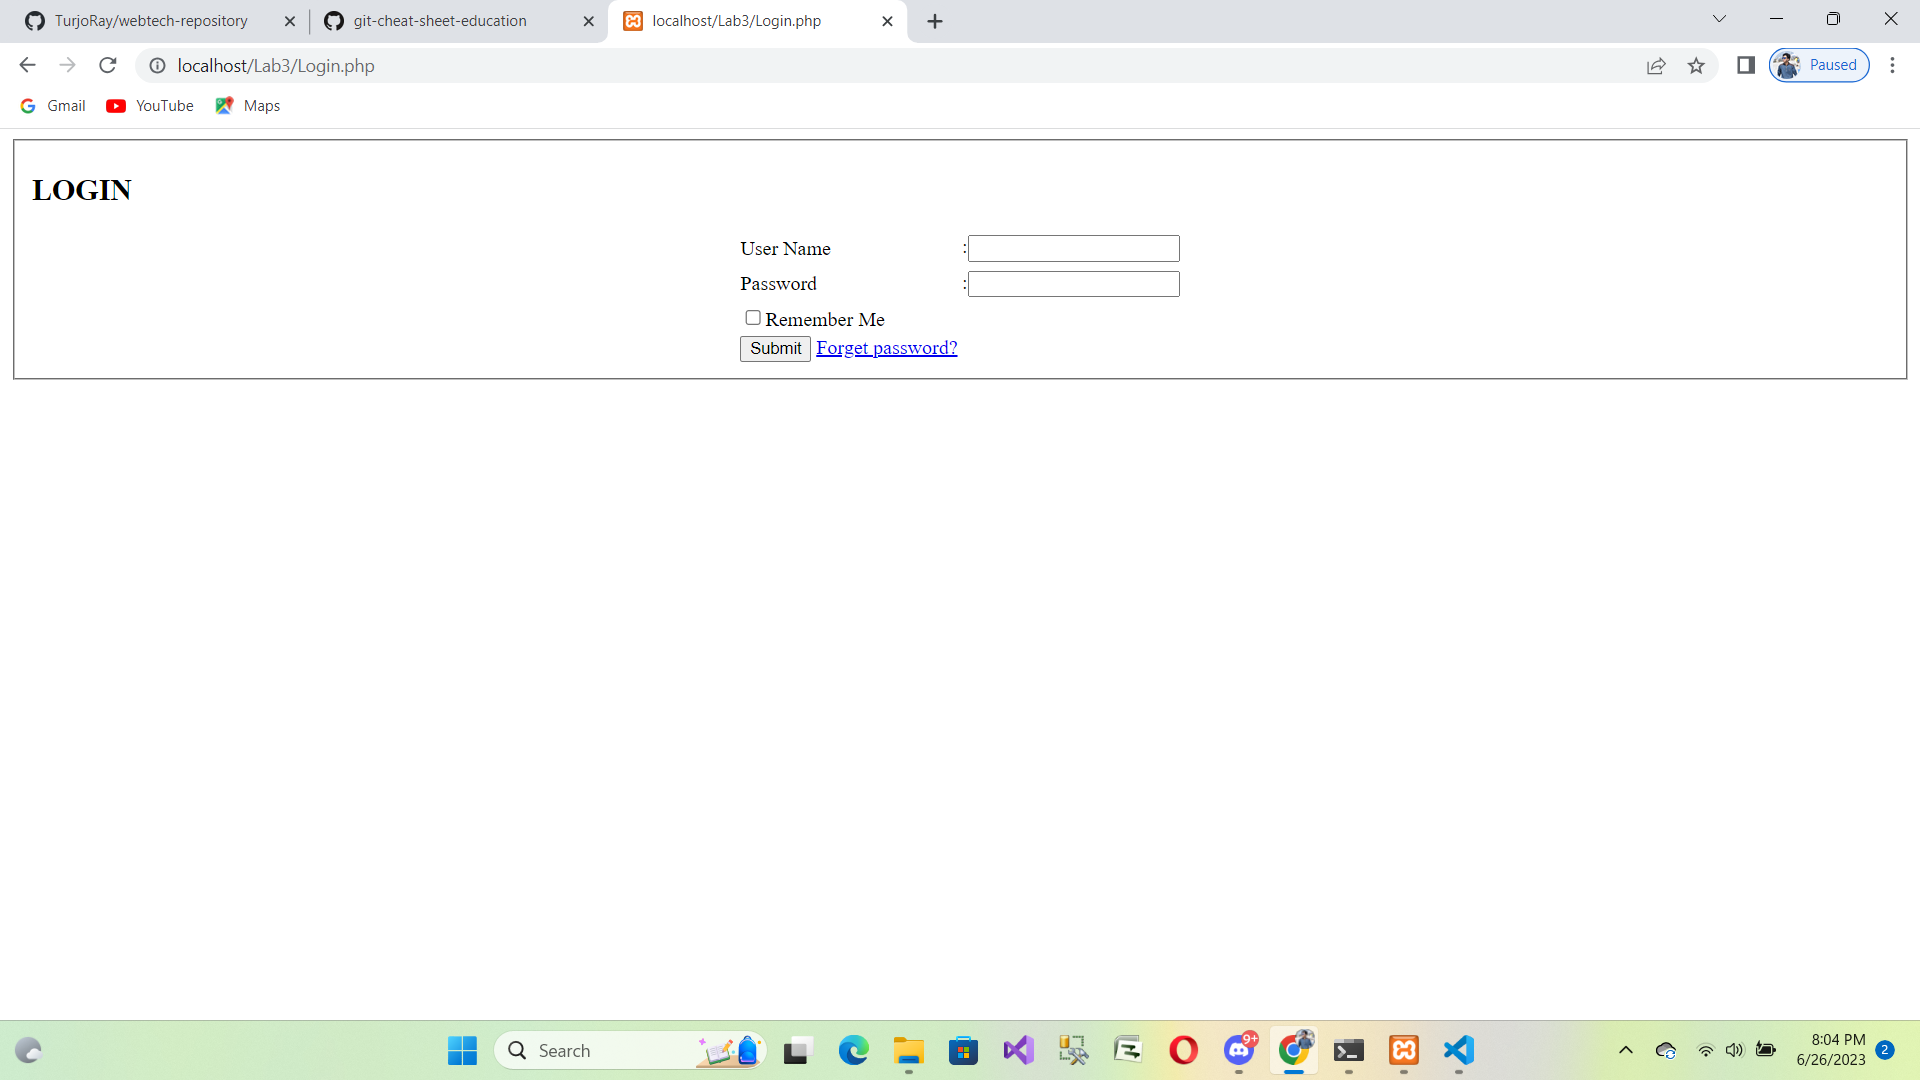 TurjoRay/webtech-repository
git-cheat-sheet-education
localhost/Lab3/Login.php
localhost/Lab3/Login.php
Paused
Gmail
YouTube
Maps
LOGIN
User Name :
Password :
Remember Me
Submit Forget password?
Search
9+
8:04 PM
6/26/2023
2